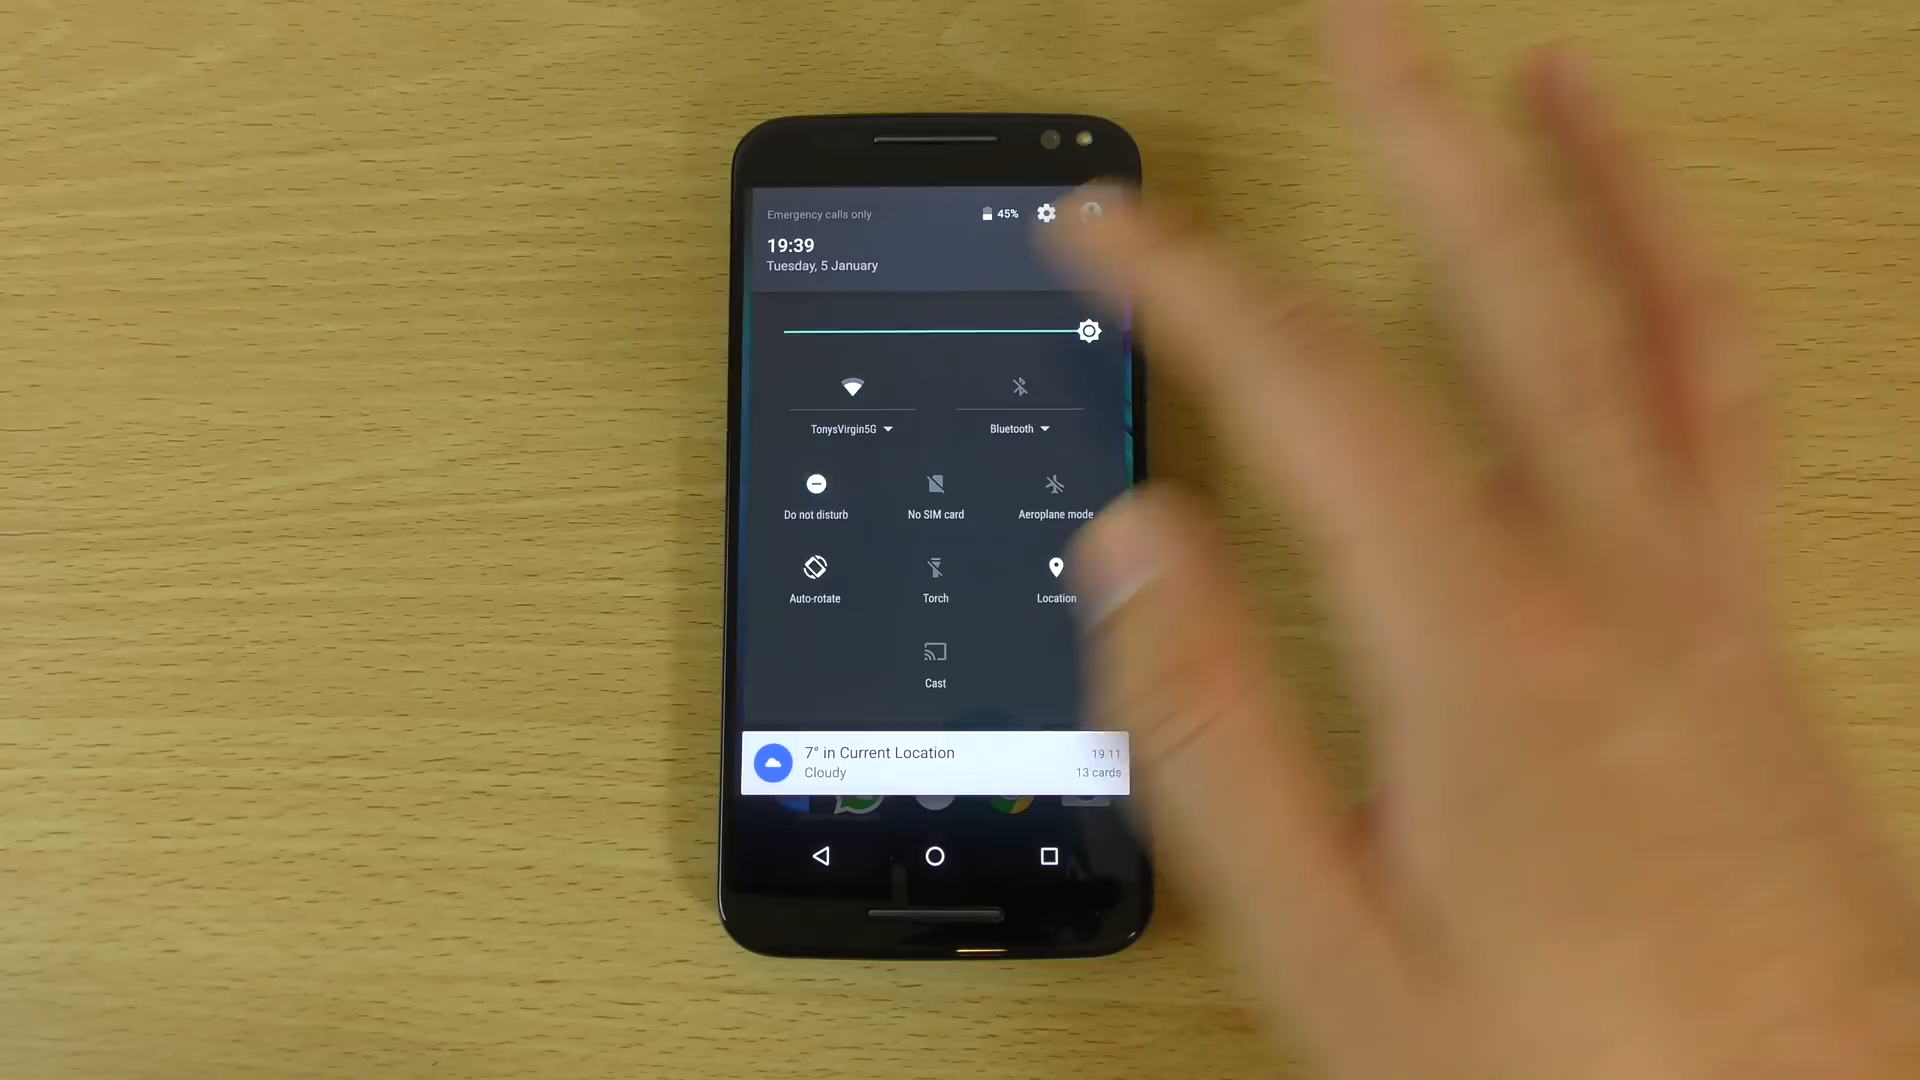 Emergency calls only 45%
19:39
Tuesday, 5 January
TonysVirgin5G Bluetooth
Do not disturb No SIM card Aeroplane mode
Auto-rotate Torch Location
Cast
7° in Current Location 19:11
Cloudy 13 cards